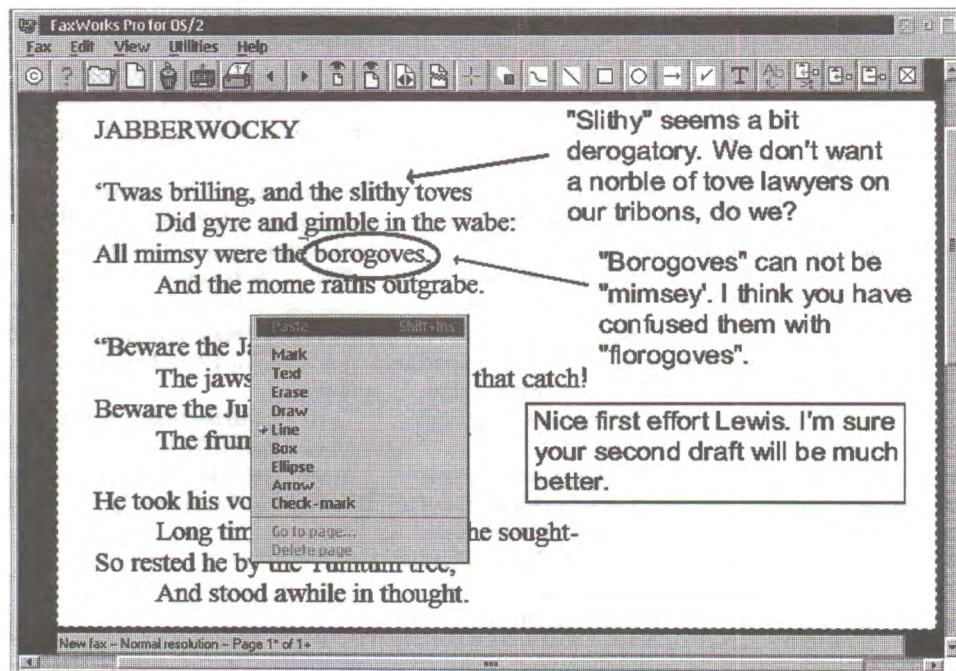 FaxWorks Pro for OS/2
Fax Edit View Utilities Help
JABBERWOCKY
‘Twas brilling, and the slithy toves
Did gyre and gimble in the wabe:
All mimsy were the borogoves,
And the mome raths outgrabe.
"Slithy" seems a bit
derogatory. We don't want
a norble of tove lawyers on
our tribons, do we?
"Borogoves" can not be
"mimsey'. I think you have
confused them with
"florogoves".
“Beware the Ja
The jaws that catch!
Beware the Ju
The frum
Nice first effort Lewis. I'm sure
your second draft will be much
better.
He took his vo
Long tim he sought-
So rested he by the Tumtum tree,
And stood awhile in thought.
Paste Shift+Ins
Mark
Text
Erase
Draw
Line
Box
Ellipse
Arrow
Check-mark
Go to page...
Delete page
New fax – Normal resolution – Page 1* of 1+